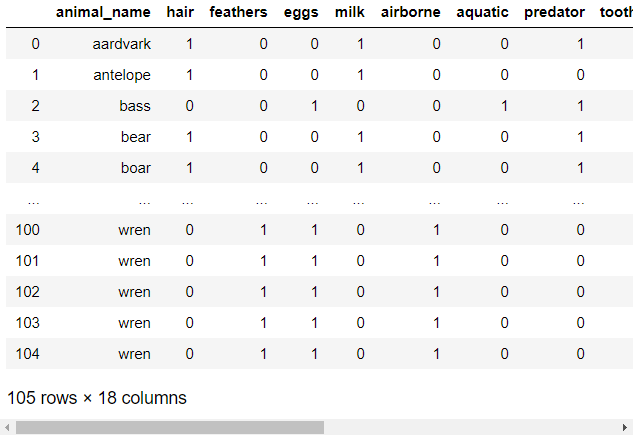 animal_name hair feathers eggs milk airborne aquatic predator tooth
0 aardvark 1 0 0 1 0 0 1
1 antelope 1 0 0 1 0 0 0
2 bass 0 0 1 0 0 1 1
3 bear 1 0 0 1 0 0 1
4 boar 1 0 0 1 0 0 1
... ... ... ... ... ... ... ... ...
100 wren 0 1 1 0 1 0 0
101 wren 0 1 1 0 1 0 0
102 wren 0 1 1 0 1 0 0
103 wren 0 1 1 0 1 0 0
104 wren 0 1 1 0 1 0 0
105 rows × 18 columns